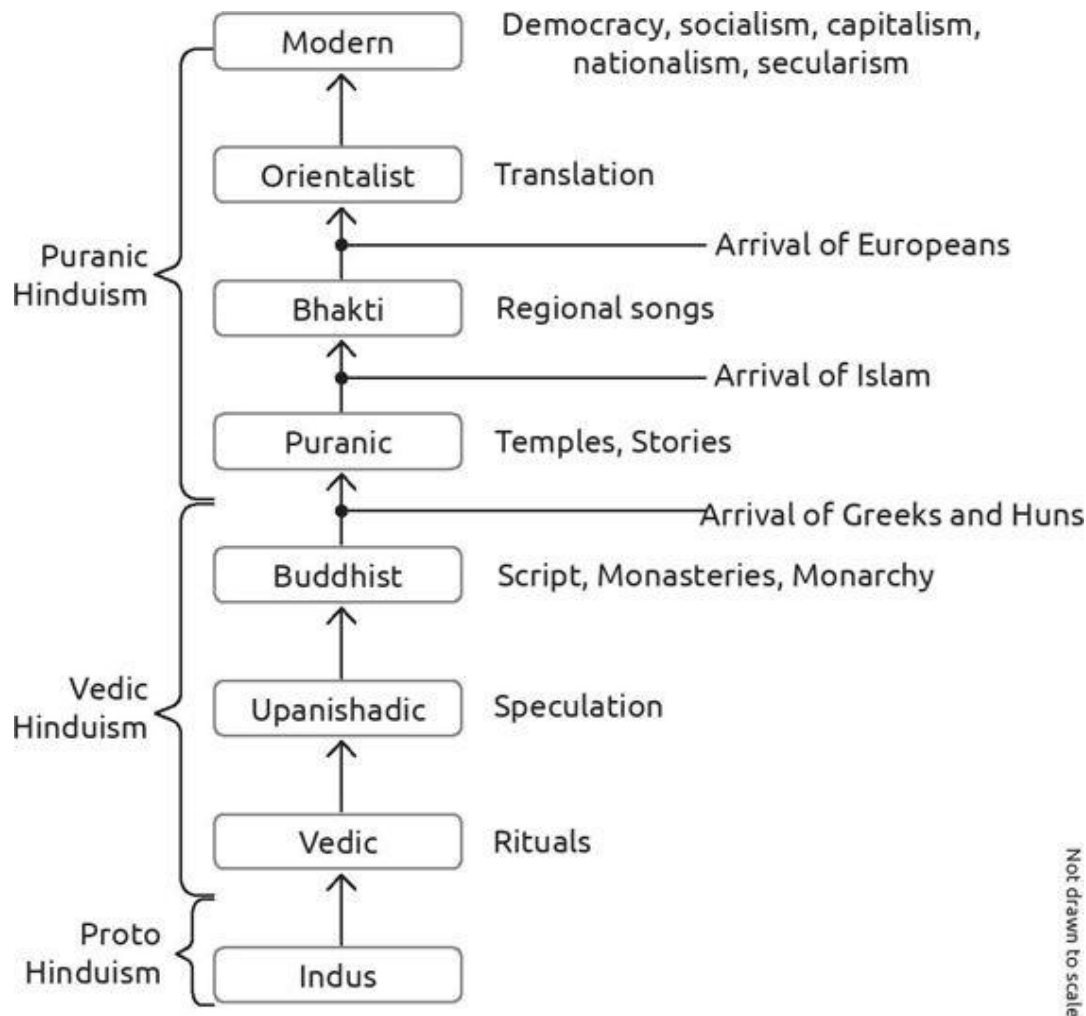 Modern
Democracy, socialism, capitalism,
nationalism, secularism
Orientalist
Translation
Arrival of Europeans
Puranic
Hinduism
Bhakti
Regional songs
Arrival of Islam
Puranic
Temples, Stories
Arrival of Greeks and Huns
Buddhist
Script, Monasteries, Monarchy
Vedic
Hinduism
Upanishadic
Speculation
Vedic
Rituals
Proto
Hinduism
Indus
Not drawn to scale